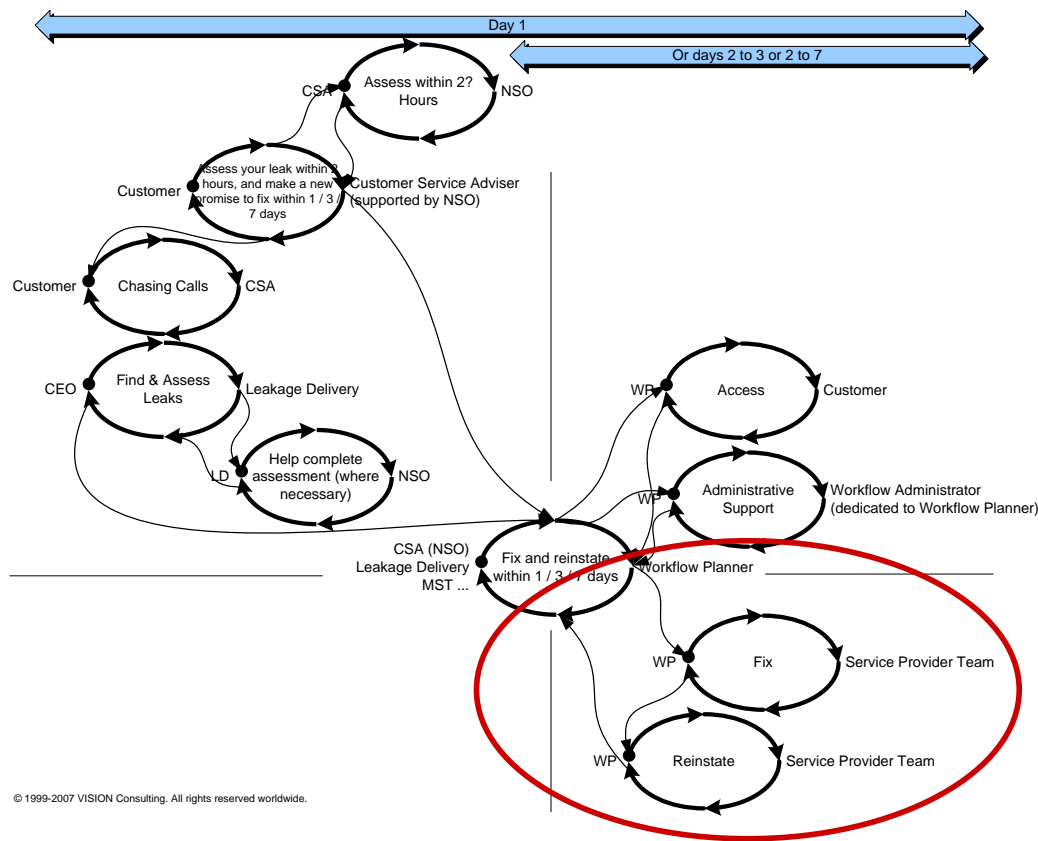 Day 1
Or days 2 to 3 or 2 to 7
CSA
Assess within 2?
Hours
NSO
Customer
Assess your leak within 2
hours, and make a new
promise to fix within 1 / 3 /
7 days
Customer Service Adviser
(supported by NSO)
Customer
Chasing Calls
CSA
CEO
Find & Assess
Leaks
Leakage Delivery
LD
Help complete
assessment (where
necessary)
NSO
WP
Access
Customer
WP
Administrative
Support
Workflow Administrator
(dedicated to Workflow Planner)
CSA (NSO)
Leakage Delivery
MST ...
Fix and reinstate
within 1 / 3 / 7 days
Workflow Planner
WP
Fix
Service Provider Team
WP
Reinstate
Service Provider Team
© 1999-2007 VISION Consulting. All rights reserved worldwide.